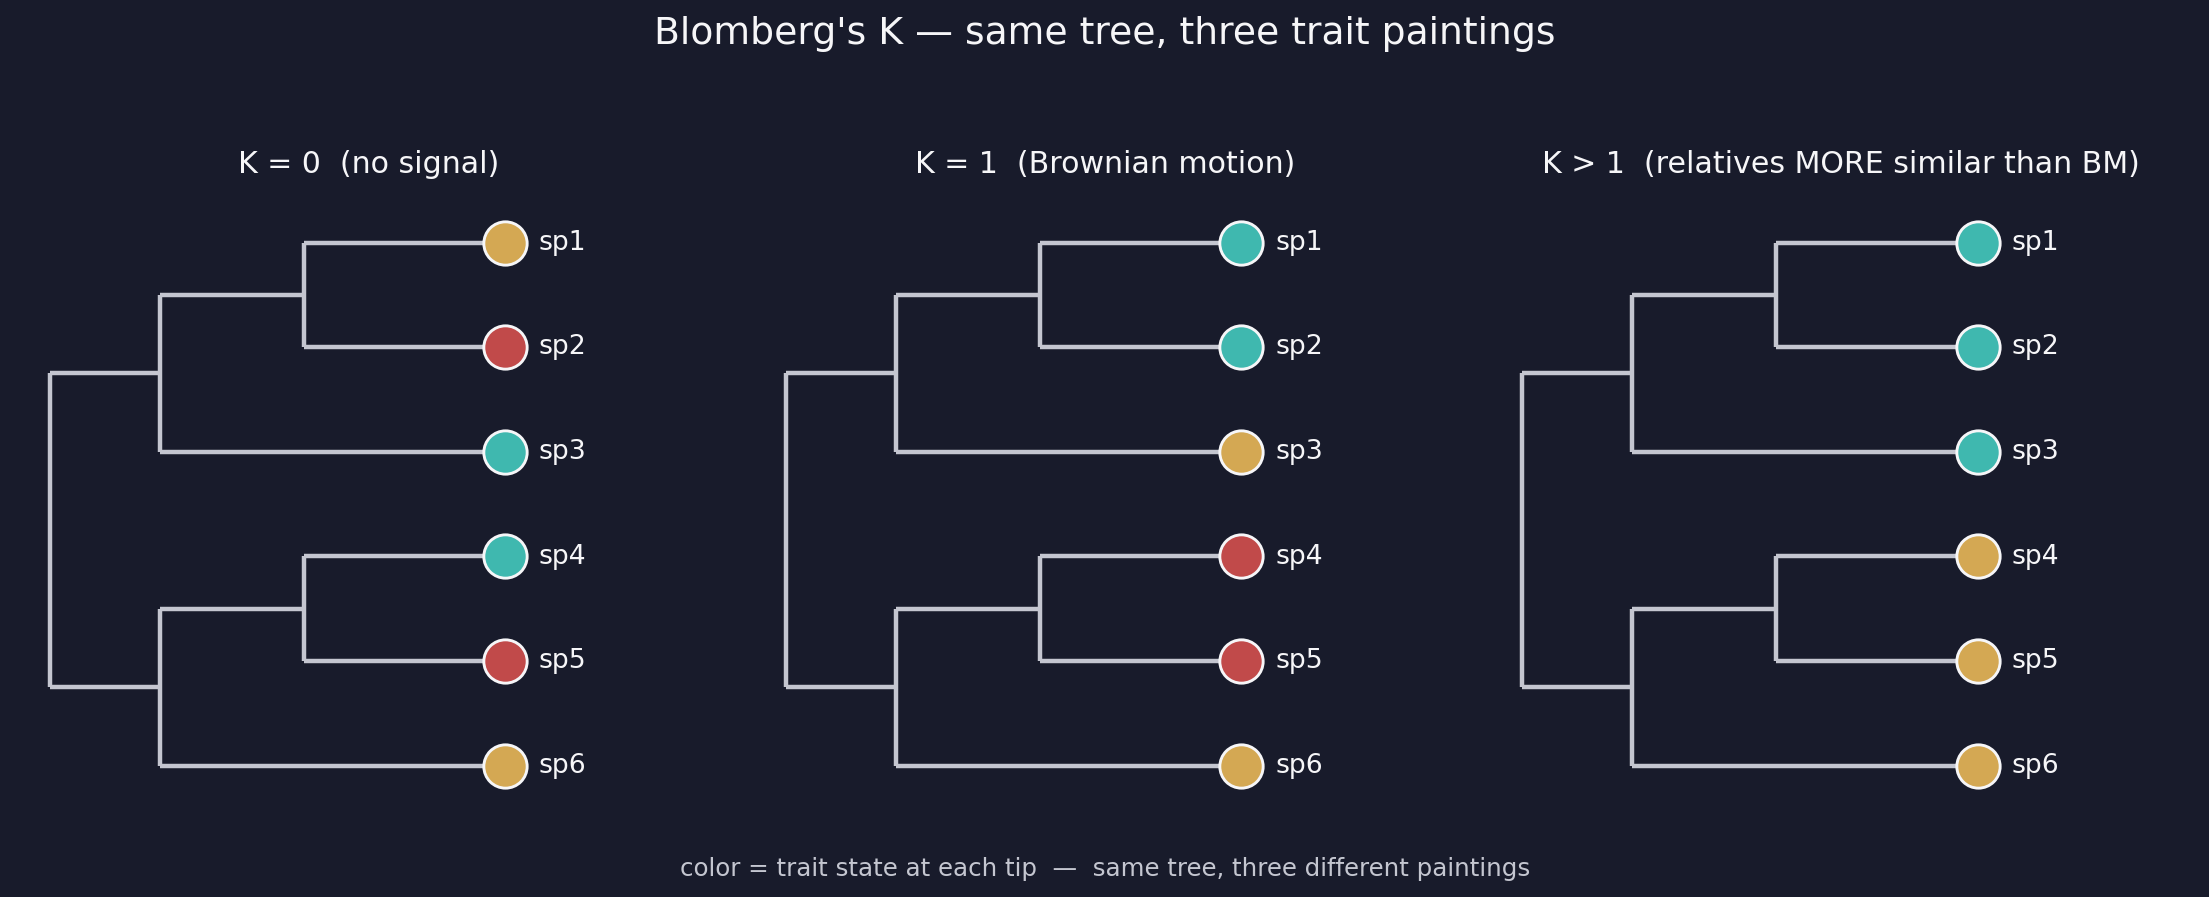 Blomberg's K — same tree, three trait paintings
K = 0  (no signal)
sp1
sp2
sp3
sp4
sp5
sp6
K = 1  (Brownian motion)
sp1
sp2
sp3
sp4
sp5
sp6
K > 1  (relatives MORE similar than BM)
sp1
sp2
sp3
sp4
sp5
sp6
color = trait state at each tip  —  same tree, three different paintings